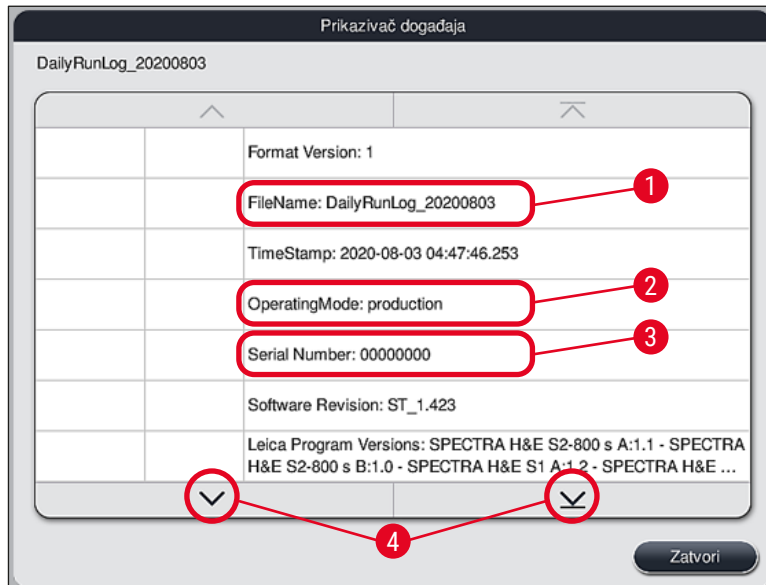 Prikazivač događaja
DailyRunLog_20200803
Format Version: 1
FileName: DailyRunLog_20200803
1
TimeStamp: 2020-08-03 04:47:46.253
OperatingMode: production
2
Serial Number: 00000000
3
Software Revision: ST_1.423
Leica Program Versions: SPECTRA H&E S2-800 s A:1.1 - SPECTRA
H&E S2-800 s B:1.0 - SPECTRA H&E S1 A:1.2 - SPECTRA H&E ...
4
Zatvori